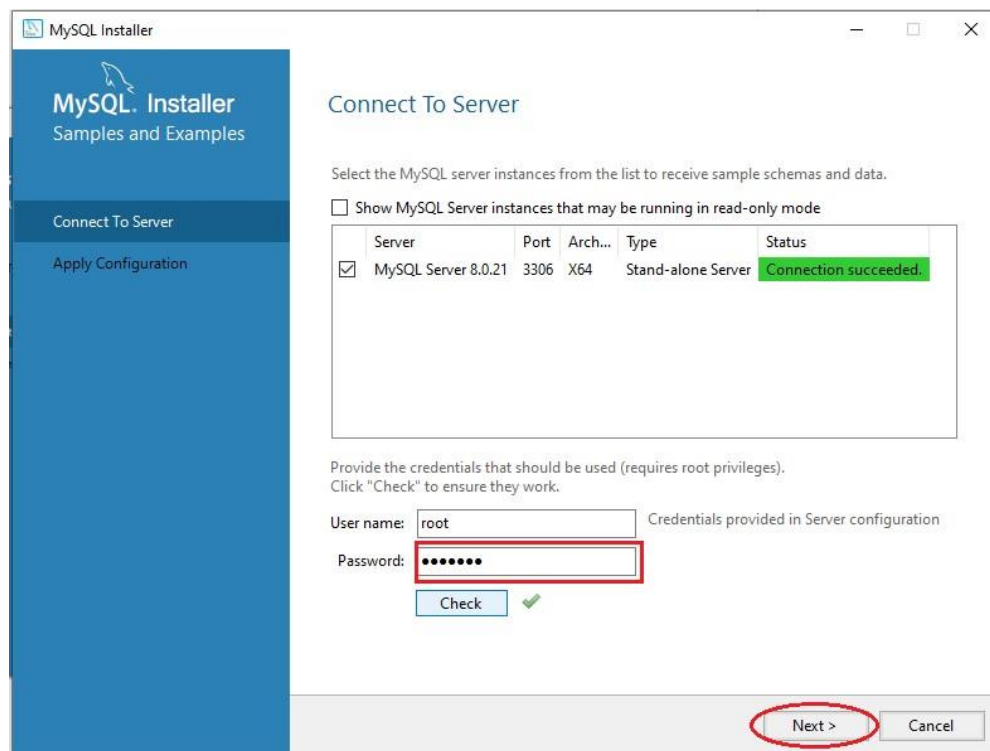 MySQL Installer
MySQL. Installer
Samples and Examples
Connect To Server
Apply Configuration
Connect To Server
Select the MySQL server instances from the list to receive sample schemas and data.
Show MySQL Server instances that may be running in read-only mode
Server Port Arch... Type Status
MySQL Server 8.0.21 3306 X64 Stand-alone Server Connection succeeded.
Provide the credentials that should be used (requires root privileges).
Click "Check" to ensure they work.
User name: root Credentials provided in Server configuration
Password: •••••••
Check
Next > Cancel